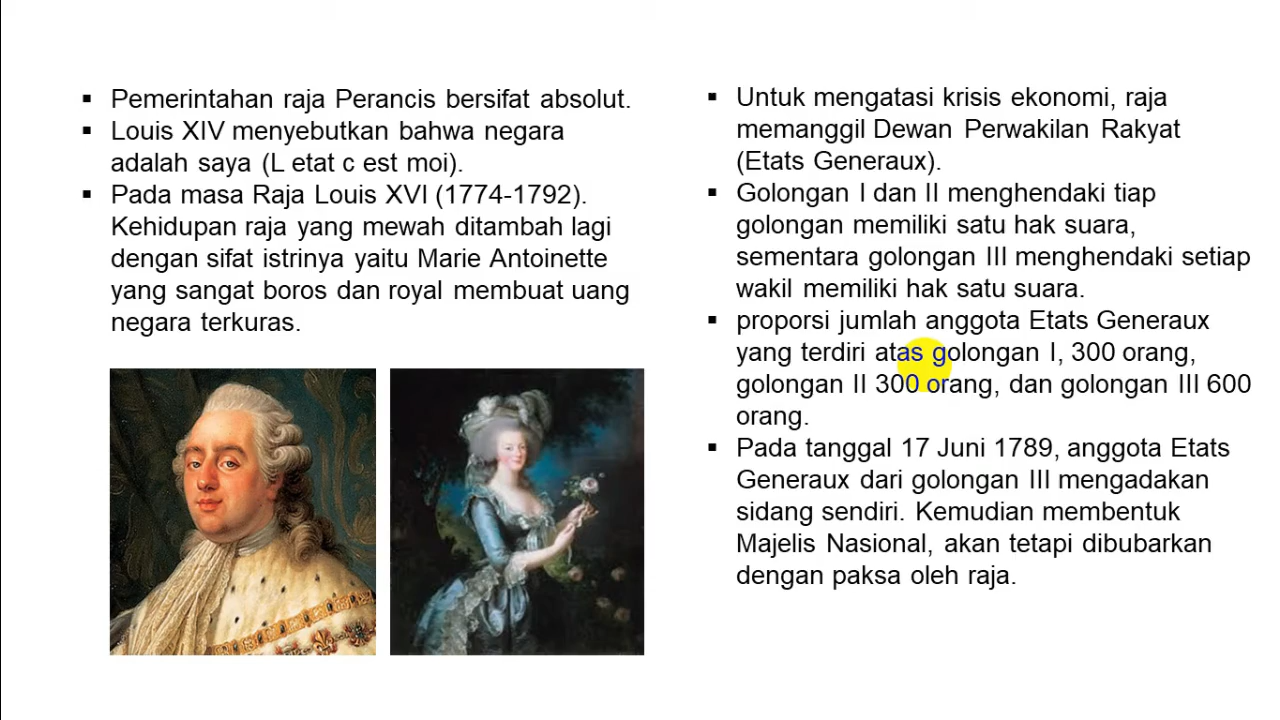 ▪ Pemerintahan raja Perancis bersifat absolut.
▪ Louis XIV menyebutkan bahwa negara
adalah saya (L etat c est moi).
▪ Pada masa Raja Louis XVI (1774-1792).
Kehidupan raja yang mewah ditambah lagi
dengan sifat istrinya yaitu Marie Antoinette
yang sangat boros dan royal membuat uang
negara terkuras.
▪ Untuk mengatasi krisis ekonomi, raja
memanggil Dewan Perwakilan Rakyat
(Etats Generaux).
▪ Golongan I dan II menghendaki tiap
golongan memiliki satu hak suara,
sementara golongan III menghendaki setiap
wakil memiliki hak satu suara.
▪ proporsi jumlah anggota Etats Generaux
yang terdiri atas golongan I, 300 orang,
golongan II 300 orang, dan golongan III 600
orang.
▪ Pada tanggal 17 Juni 1789, anggota Etats
Generaux dari golongan III mengadakan
sidang sendiri. Kemudian membentuk
Majelis Nasional, akan tetapi dibubarkan
dengan paksa oleh raja.